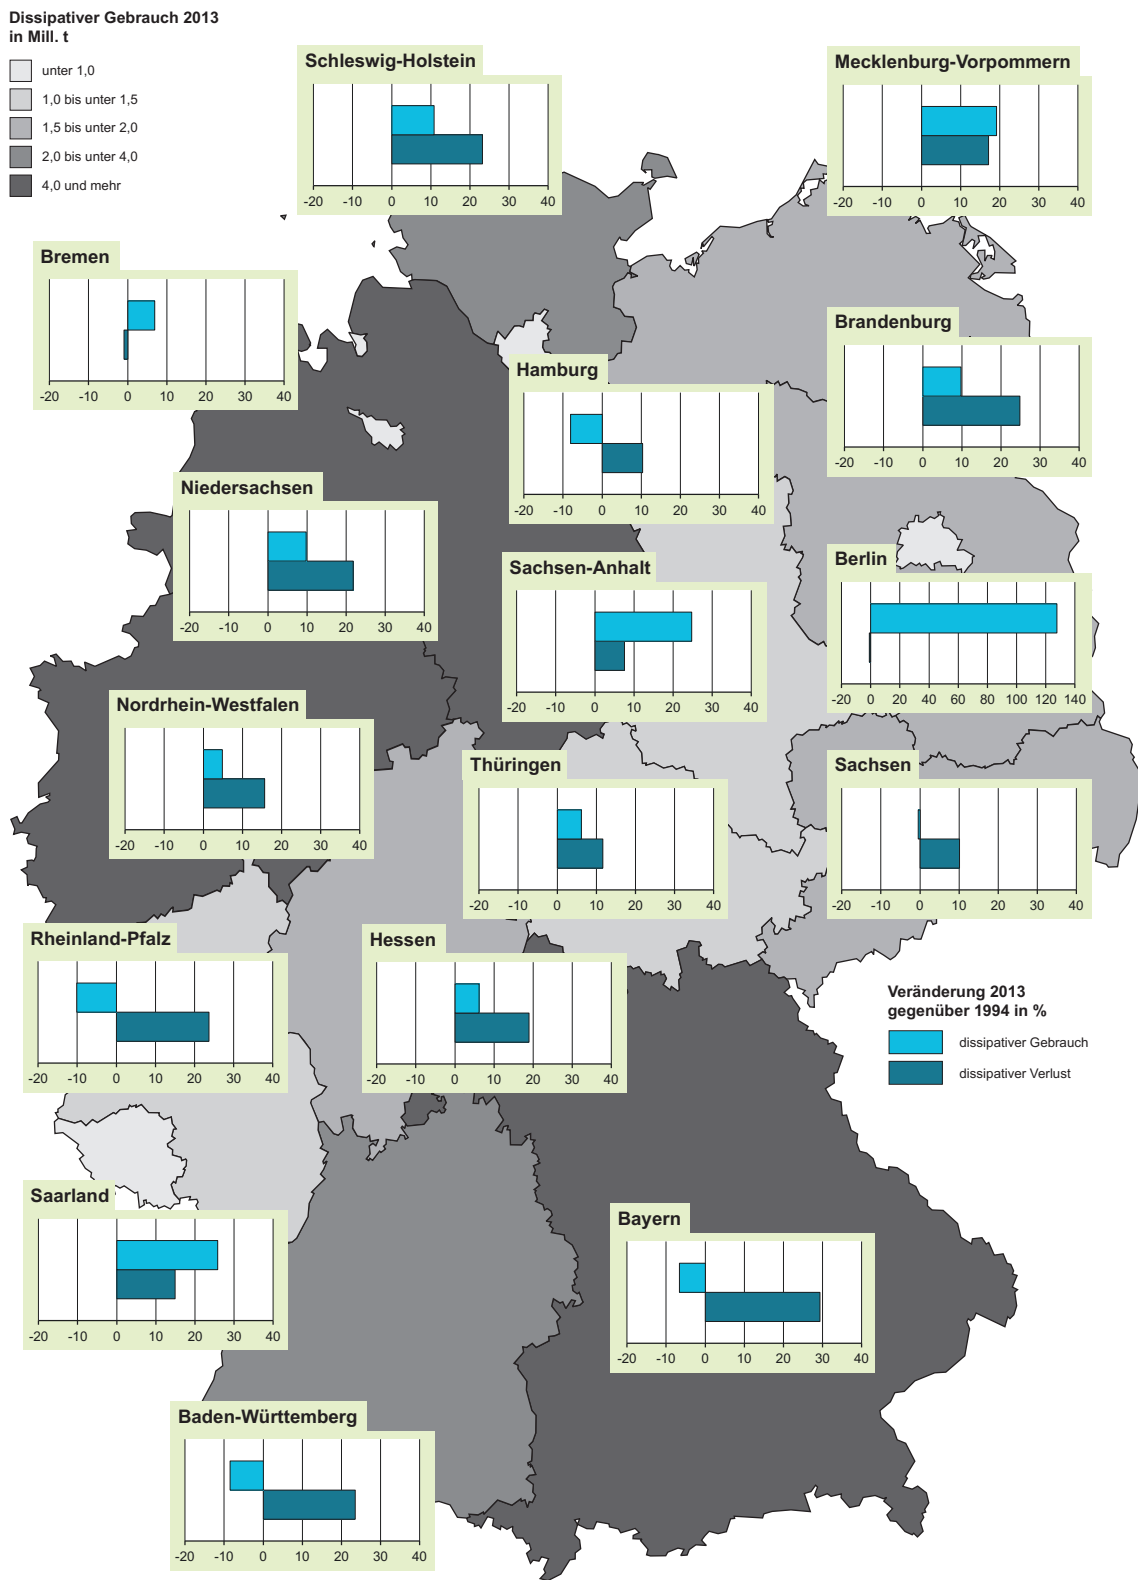 Dissipativer Gebrauch 2013
in Mill. t
unter 1,0
1,0 bis unter 1,5
1,5 bis unter 2,0
2,0 bis unter 4,0
4,0 und mehr
Schleswig-Holstein
-20 -10 0 10 20 30 40
Mecklenburg-Vorpommern
-20 -10 0 10 20 30 40
Bremen
-20 -10 0 10 20 30 40
Brandenburg
-20 -10 0 10 20 30 40
Hamburg
-20 -10 0 10 20 30 40
Niedersachsen
-20 -10 0 10 20 30 40
Sachsen-Anhalt
-20 -10 0 10 20 30 40
Berlin
-20 0 20 40 60 80 100 120 140
Nordrhein-Westfalen
-20 -10 0 10 20 30 40
Thüringen
-20 -10 0 10 20 30 40
Sachsen
-20 -10 0 10 20 30 40
Rheinland-Pfalz
-20 -10 0 10 20 30 40
Hessen
-20 -10 0 10 20 30 40
Veränderung 2013
gegenüber 1994 in %
dissipativer Gebrauch
dissipativer Verlust
Saarland
-20 -10 0 10 20 30 40
Bayern
-20 -10 0 10 20 30 40
Baden-Württemberg
-20 -10 0 10 20 30 40